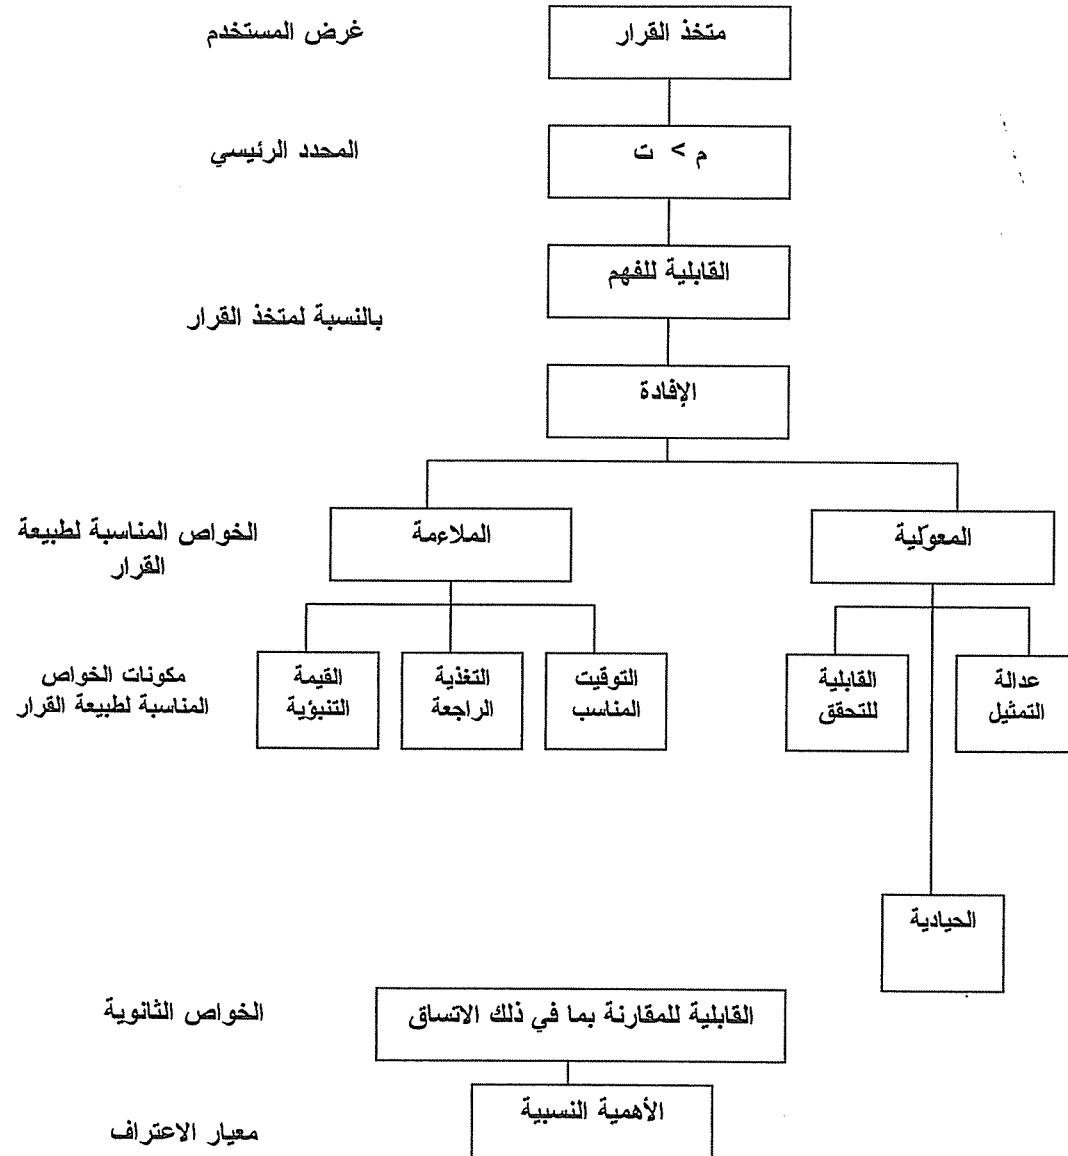 متخذ القرار
غرض المستخدم
م > ت
المحدد الرئيسي
القابلية للفهم
بالنسبة لمتخذ القرار
الإفادة
المعولية
الملاءمة
الخواص المناسبة لطبيعة
القرار
عدالة
التمثيل
القابلية
للتحقق
التوقيت
المناسب
التغذية
الراجعة
القيمة
التنبؤية
مكونات الخواص
المناسبة لطبيعة القرار
الحيادية
القابلية للمقارنة بما في ذلك الاتساق
الخواص الثانوية
الأهمية النسبية
معيار الاعتراف